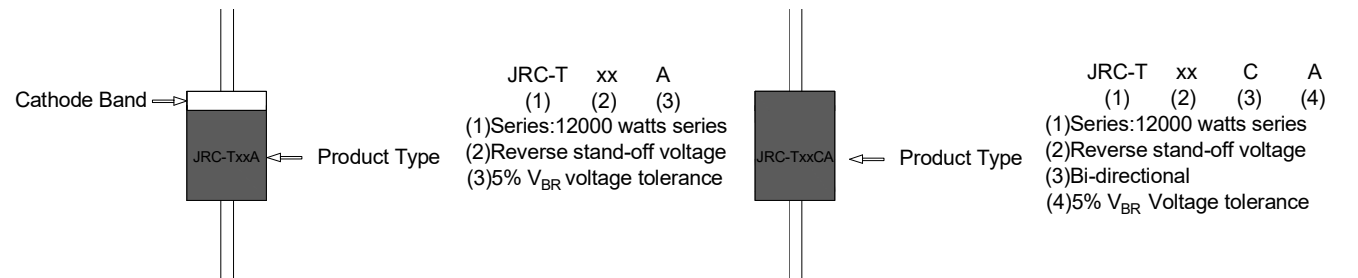 Cathode Band
JRC-TxxA
Product Type
JRC-T xx A
(1) (2) (3)
(1)Series:12000 watts series
(2)Reverse stand-off voltage
(3)5% VBR voltage tolerance
JRC-TxxCA
Product Type
JRC-T xx C A
(1) (2) (3) (4)
(1)Series:12000 watts series
(2)Reverse stand-off voltage
(3)Bi-directional
(4)5% VBR Voltage tolerance